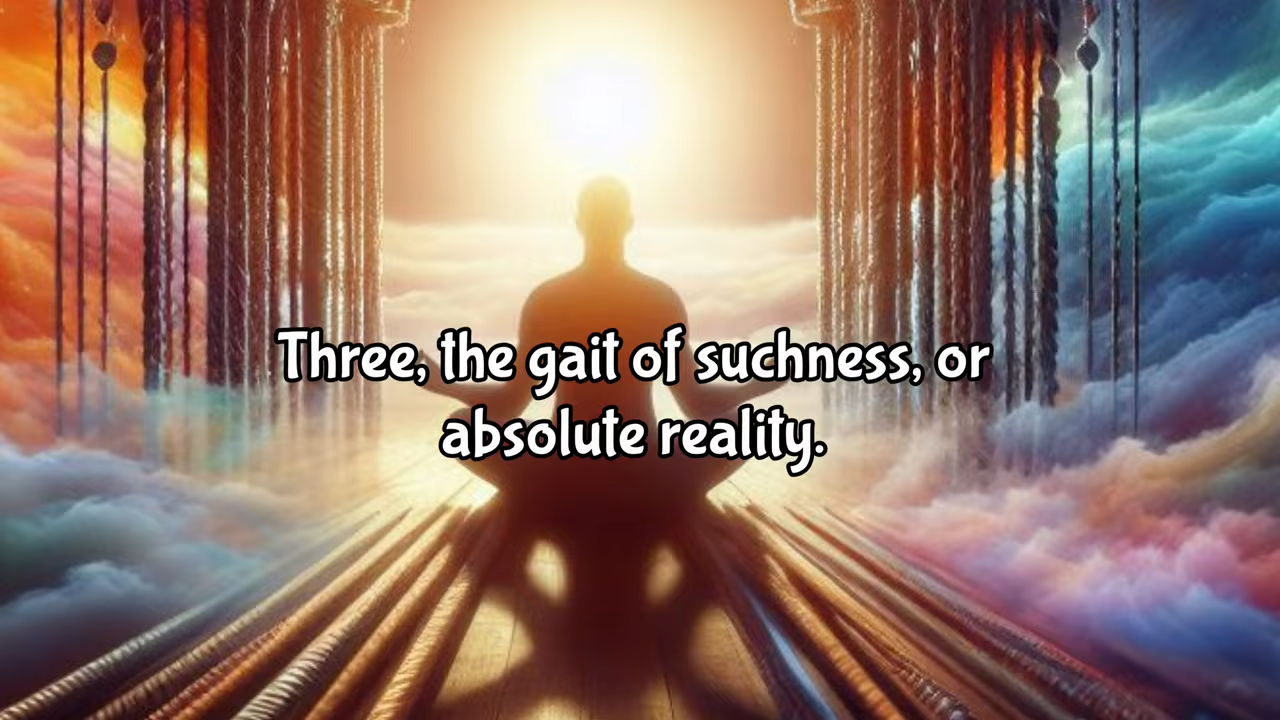 Three, the gait of suchness, or
absolute reality.